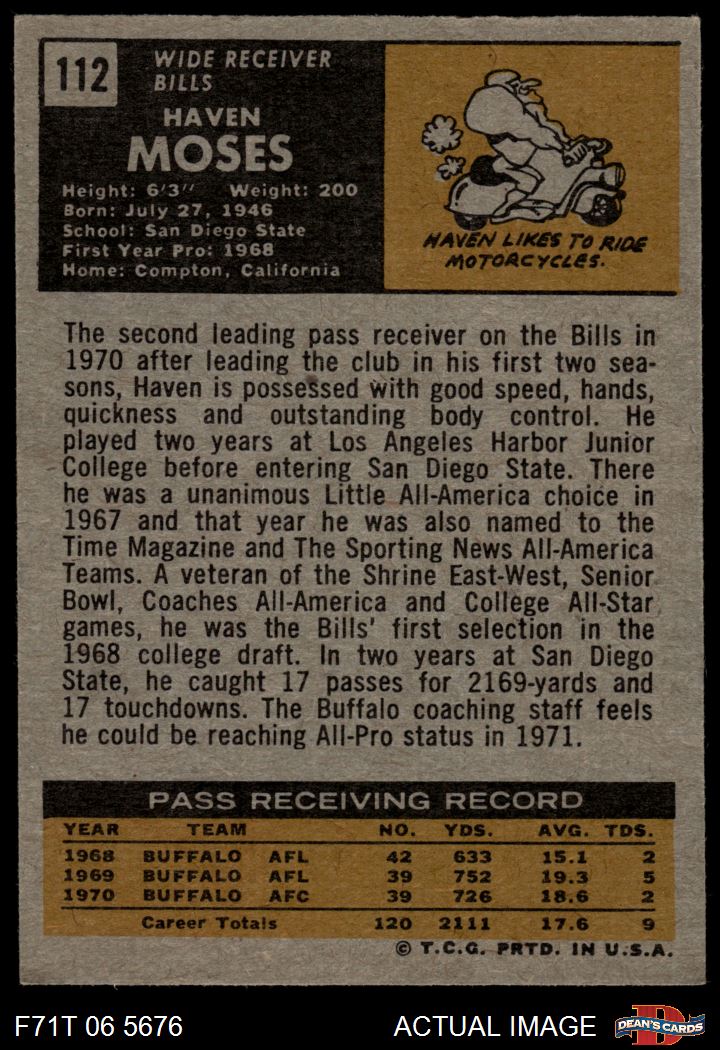 112
WIDE RECEIVER
BILLS
HAVEN
MOSES
Height: 6'3" Weight: 200
Born: July 27, 1946
School: San Diego State
First Year Pro: 1968
Home: Compton, California
HAVEN LIKES TO RIDE
MOTORCYCLES.
The second leading pass receiver on the Bills in
1970 after leading the club in his first two sea-
sons, Haven is possessed with good speed, hands,
quickness and outstanding body control. He
played two years at Los Angeles Harbor Junior
College before entering San Diego State. There
he was a unanimous Little All-America choice in
1967 and that year he was also named to the
Time Magazine and The Sporting News All-America
Teams. A veteran of the Shrine East-West, Senior
Bowl, Coaches All-America and College All-Star
games, he was the Bills' first selection in the
1968 college draft. In two years at San Diego
State, he caught 17 passes for 2169-yards and
17 touchdowns. The Buffalo coaching staff feels
he could be reaching All-Pro status in 1971.
PASS RECEIVING RECORD
YEAR TEAM NO. YDS. AVG. TDS.
1968 BUFFALO AFL 42 633 15.1 2
1969 BUFFALO AFL 39 752 19.3 5
1970 BUFFALO AFC 39 726 18.6 2
Career Totals 120 2111 17.6 9
© T.C.G. PRTD. IN U.S.A.
F71T 06 5676 ACTUAL IMAGE
D
DEAN'S CARDS